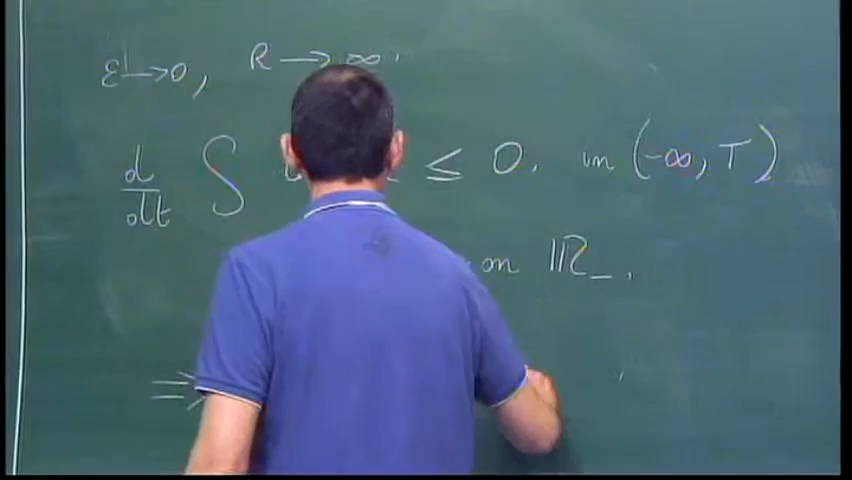 ε → 0, R → ∞.
d/dt ∫ ≤ 0. in (-∞, T)
on ℝ_.
⇒